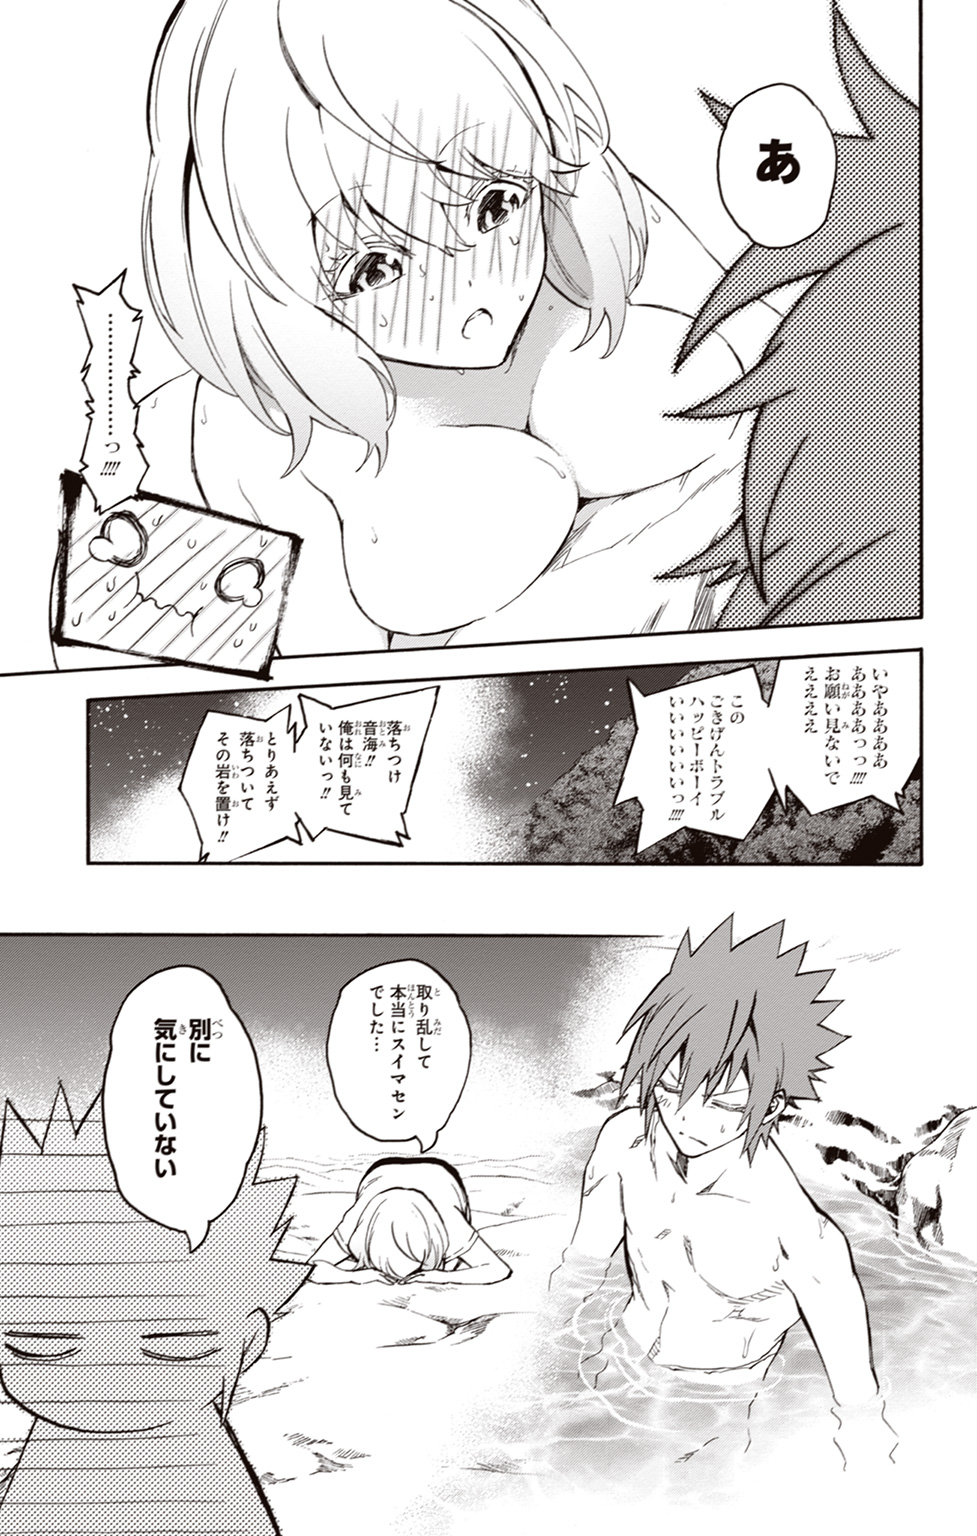 あ
…………っ!!!!
いやあああああ
ああああっっ!!!!
お願い見ないで
ええええ
この
ごきげんトラブル
ハッピーボーイ
いいいいいいっ!!!!
落ちつけ
音海!!
俺は何も見て
いないっ!!
とりあえず
落ちついて
その岩を置け!!
取り乱して
本当にスイマセン
でした…
別に
気にしていない